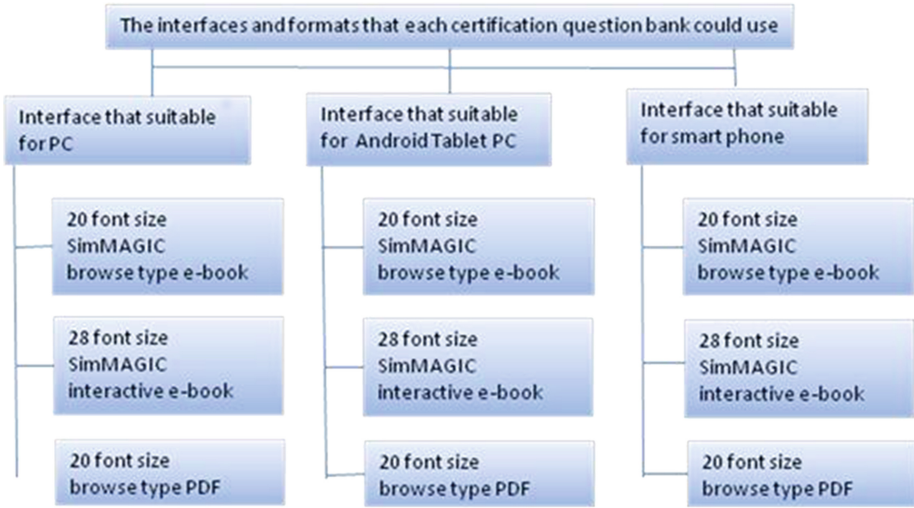 The interfaces and formats that each certification question bank could use
Interface that suitable
for PC
20 font size
SimMAGIC
browse type e-book
28 font size
SimMAGIC
interactive e-book
20 font size
browse type PDF
Interface that suitable
for Android Tablet PC
20 font size
SimMAGIC
browse type e-book
28 font size
SimMAGIC
interactive e-book
20 font size
browse type PDF
Interface that suitable
for smart phone
20 font size
SimMAGIC
browse type e-book
28 font size
SimMAGIC
interactive e-book
20 font size
browse type PDF